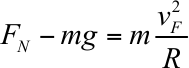 F_N − mg = m v_F^2 / R